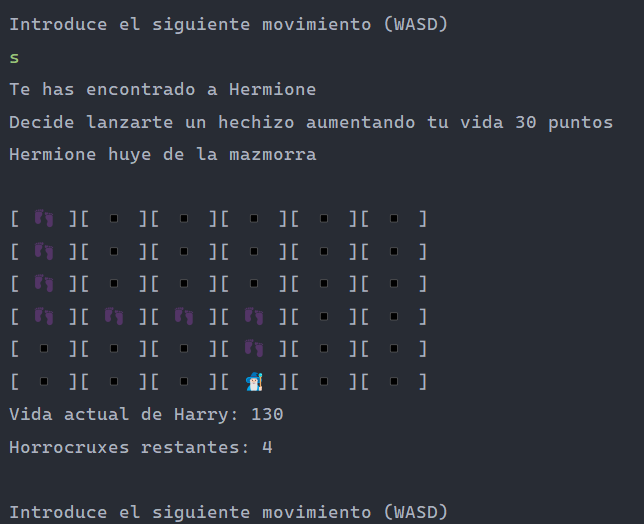 Introduce el siguiente movimiento (WASD)
s
Te has encontrado a Hermione
Decide lanzarte un hechizo aumentando tu vida 30 puntos
Hermione huye de la mazmorra
[ 👣 ][ ▪ ][ ▪ ][ ▪ ][ ▪ ][ ▪ ]
[ 👣 ][ ▪ ][ ▪ ][ ▪ ][ ▪ ][ ▪ ]
[ 👣 ][ ▪ ][ ▪ ][ ▪ ][ ▪ ][ ▪ ]
[ 👣 ][ 👣 ][ 👣 ][ 👣 ][ ▪ ][ ▪ ]
[ ▪ ][ ▪ ][ ▪ ][ 👣 ][ ▪ ][ ▪ ]
[ ▪ ][ ▪ ][ ▪ ][ 🧙 ][ ▪ ][ ▪ ]
Vida actual de Harry: 130
Horrocruxes restantes: 4
Introduce el siguiente movimiento (WASD)